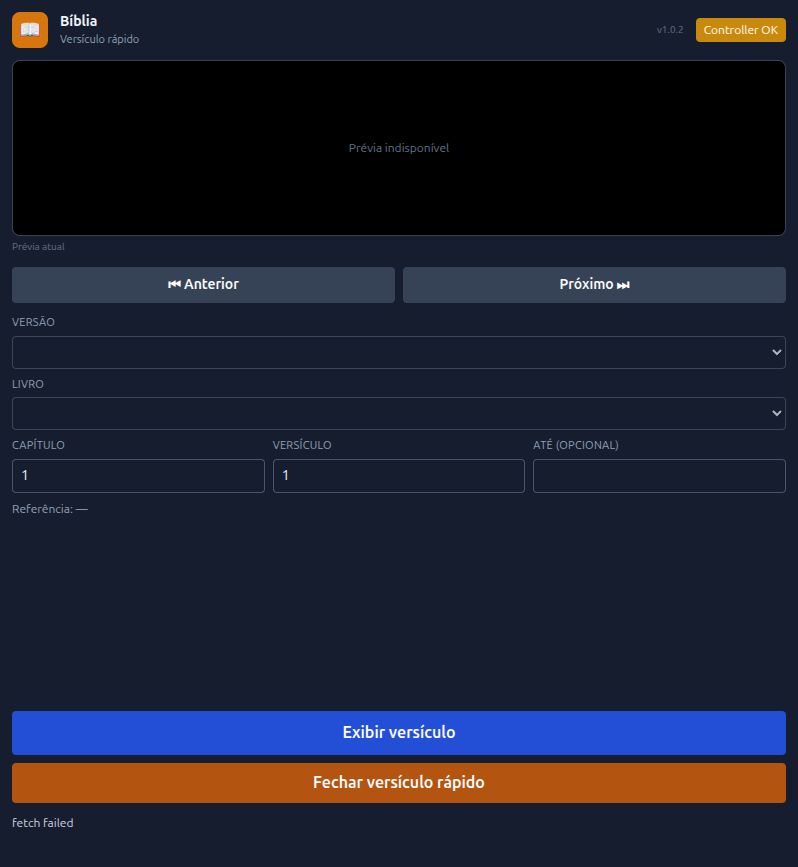 Bíblia
Versículo rápido
v1.0.2
Controller OK
Prévia indisponível
Prévia atual
⏮ Anterior
Próximo ⏭
VERSÃO
LIVRO
CAPÍTULO
VERSÍCULO
ATÉ (OPCIONAL)
1
1
Referência: —
Exibir versículo
Fechar versículo rápido
fetch failed